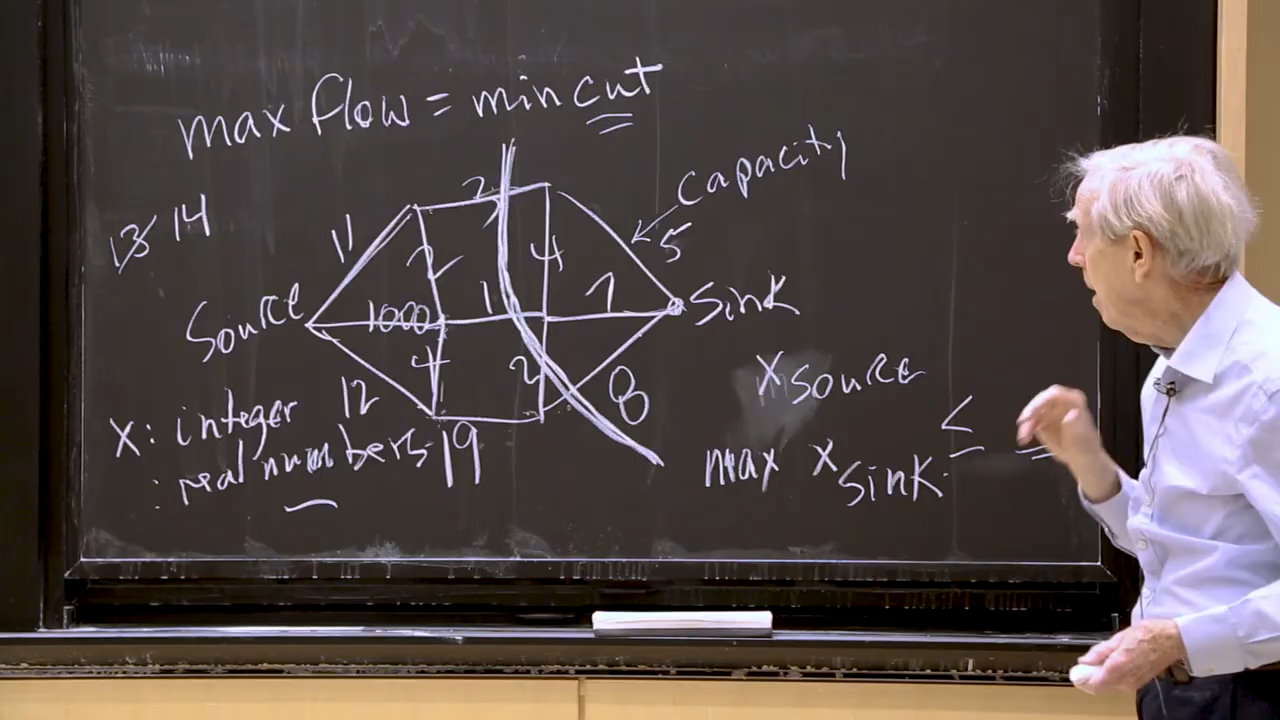 max flow = min cut
capacity
13 14
11
3
2
4
5
Source
1000
1
7
Sink
4
2
12
8
19
x source
x: integer
: real numbers
max x sink ≤ =